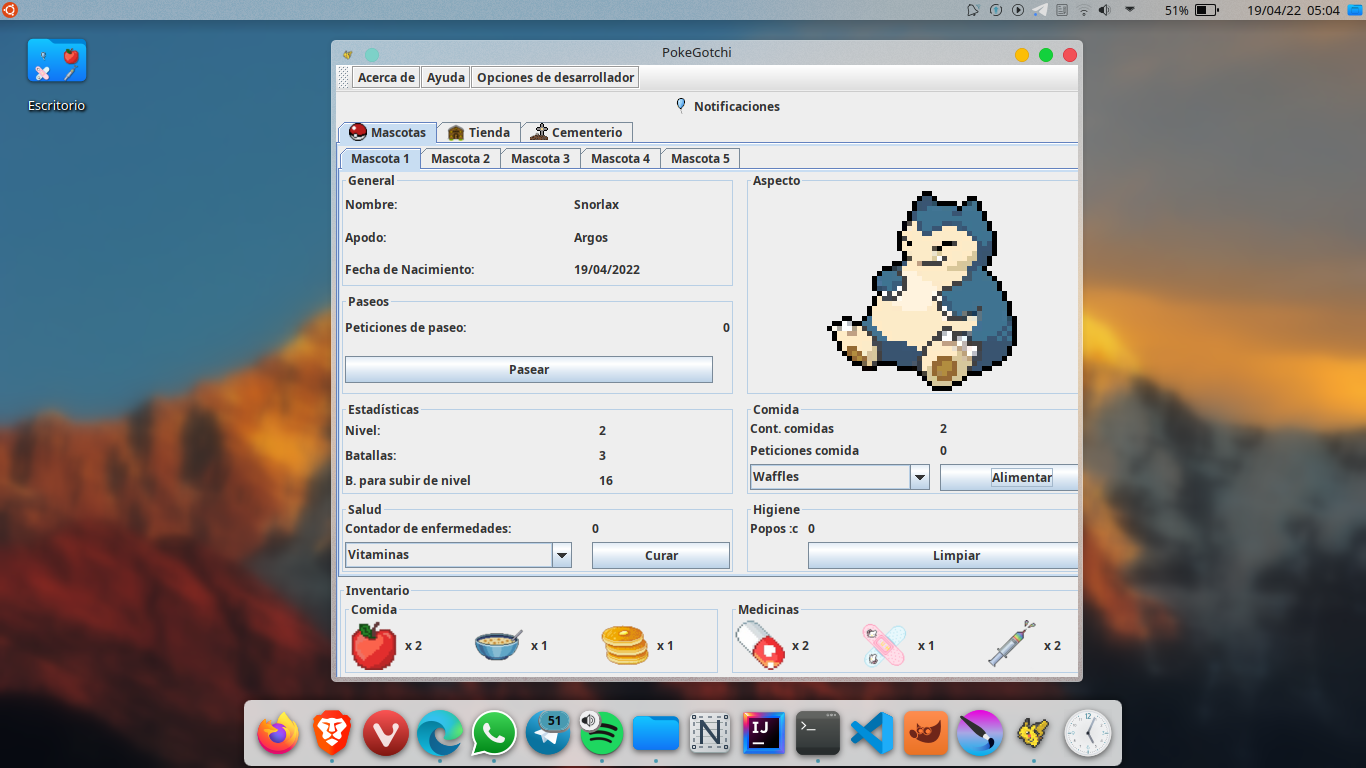 51% 19/04/22 05:04
Escritorio
PokeGotchi
Acerca de Ayuda Opciones de desarrollador
Notificaciones
Mascotas Tienda Cementerio
Mascota 1 Mascota 2 Mascota 3 Mascota 4 Mascota 5
General
Nombre: Snorlax
Apodo: Argos
Fecha de Nacimiento: 19/04/2022
Aspecto
Paseos
Peticiones de paseo: 0
Pasear
Estadísticas
Nivel: 2
Batallas: 3
B. para subir de nivel 16
Comida
Cont. comidas 2
Peticiones comida 0
Waffles Alimentar
Salud
Contador de enfermedades: 0
Vitaminas Curar
Higiene
Popos :c 0
Limpiar
Inventario
Comida
x 2 x 1 x 1
Medicinas
x 2 x 1 x 2
51
N
IJ
>_
12